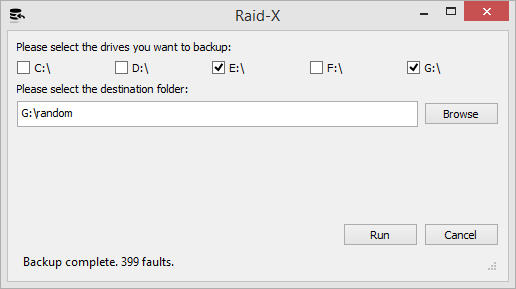 Raid-X
Please select the drives you want to backup:
C:\ D:\ E:\ F:\ G:\
Please select the destination folder:
G:\random Browse
Run Cancel
Backup complete. 399 faults.